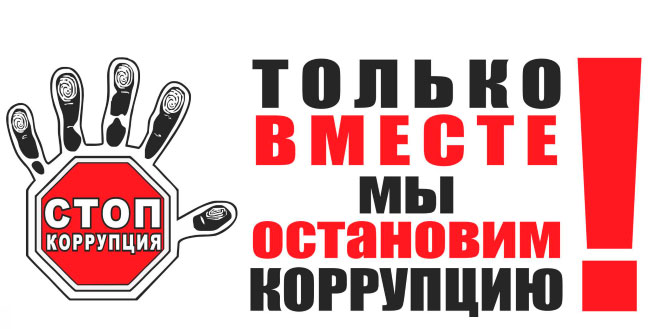 СТОП
КОРРУПЦИЯ
ТОЛЬКО
ВМЕСТЕ
МЫ
ОСТАНОВИМ
КОРРУПЦИЮ!